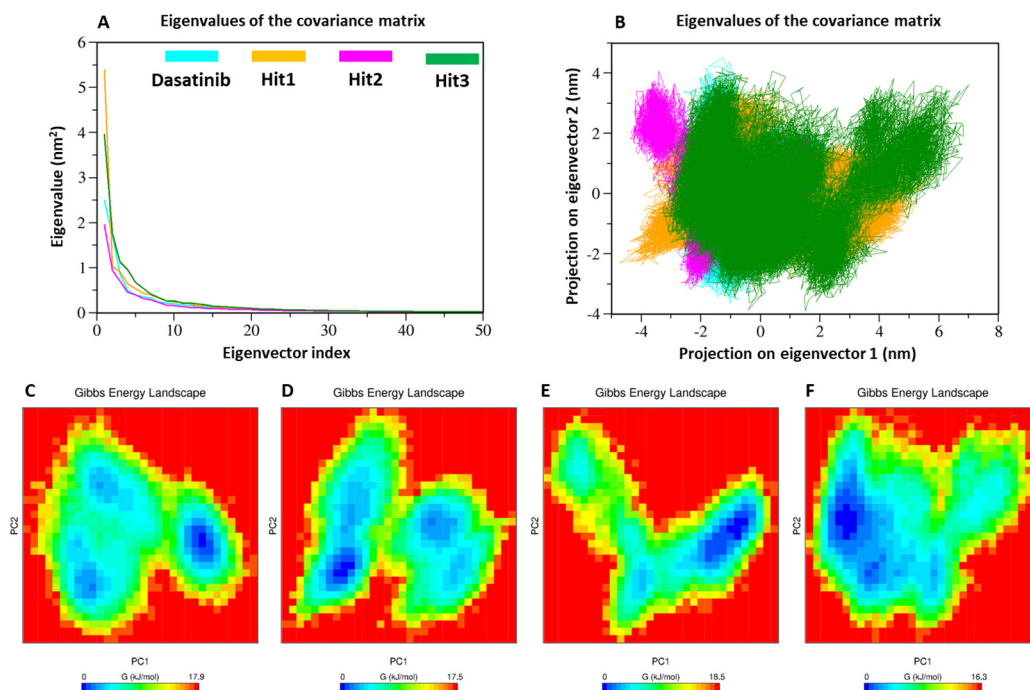 A Eigenvalues of the covariance matrix
6
5
4
3
2
1
0
Eigenvalue (nm²)
Dasatinib Hit1 Hit2 Hit3
0 10 20 30 40 50
Eigenvector index
B Eigenvalues of the covariance matrix
4
2
0
-2
-4
Projection on eigenvector 2 (nm)
-4 -2 0 2 4 6 8
Projection on eigenvector 1 (nm)
C
Gibbs Energy Landscape
PC2
PC1
0 G (kJ/mol) 17.9
D
Gibbs Energy Landscape
PC2
PC1
0 G (kJ/mol) 17.5
E
Gibbs Energy Landscape
PC2
PC1
0 G (kJ/mol) 18.5
F
Gibbs Energy Landscape
PC2
PC1
0 G (kJ/mol) 16.3